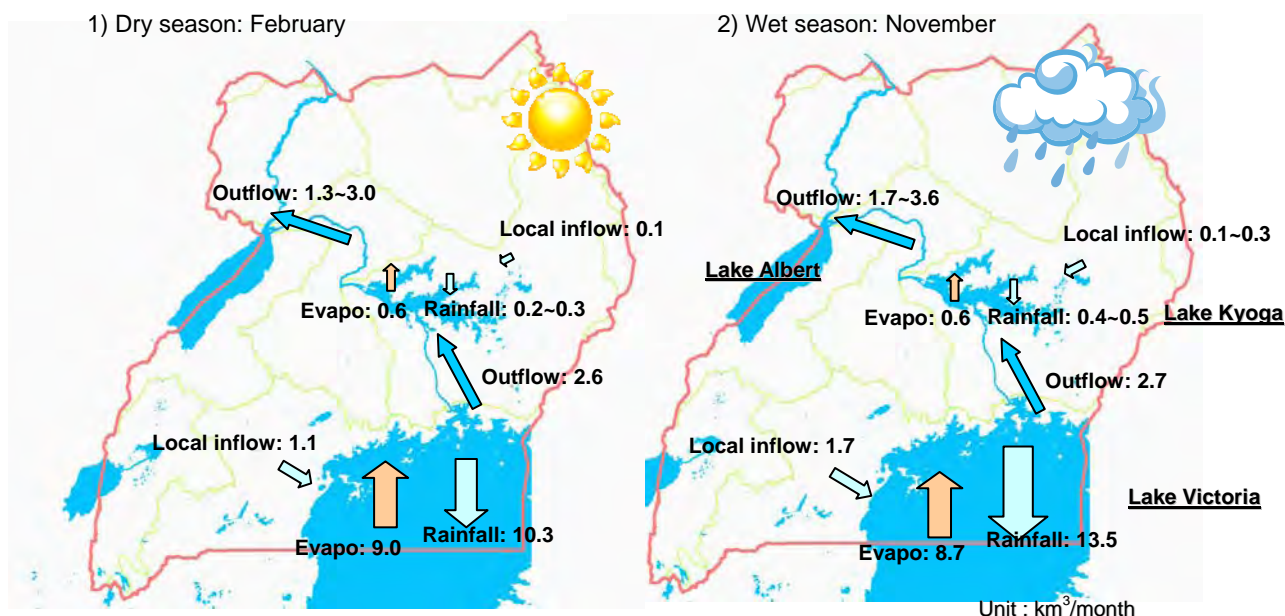 1) Dry season: February
Outflow: 1.3~3.0
Local inflow: 0.1
Evapo: 0.6
Rainfall: 0.2~0.3
Outflow: 2.6
Local inflow: 1.1
Rainfall: 10.3
Evapo: 9.0
2) Wet season: November
Outflow: 1.7~3.6
Local inflow: 0.1~0.3
Lake Albert
Evapo: 0.6
Rainfall: 0.4~0.5
Lake Kyoga
Outflow: 2.7
Local inflow: 1.7
Lake Victoria
Rainfall: 13.5
Evapo: 8.7
Unit : km³/month